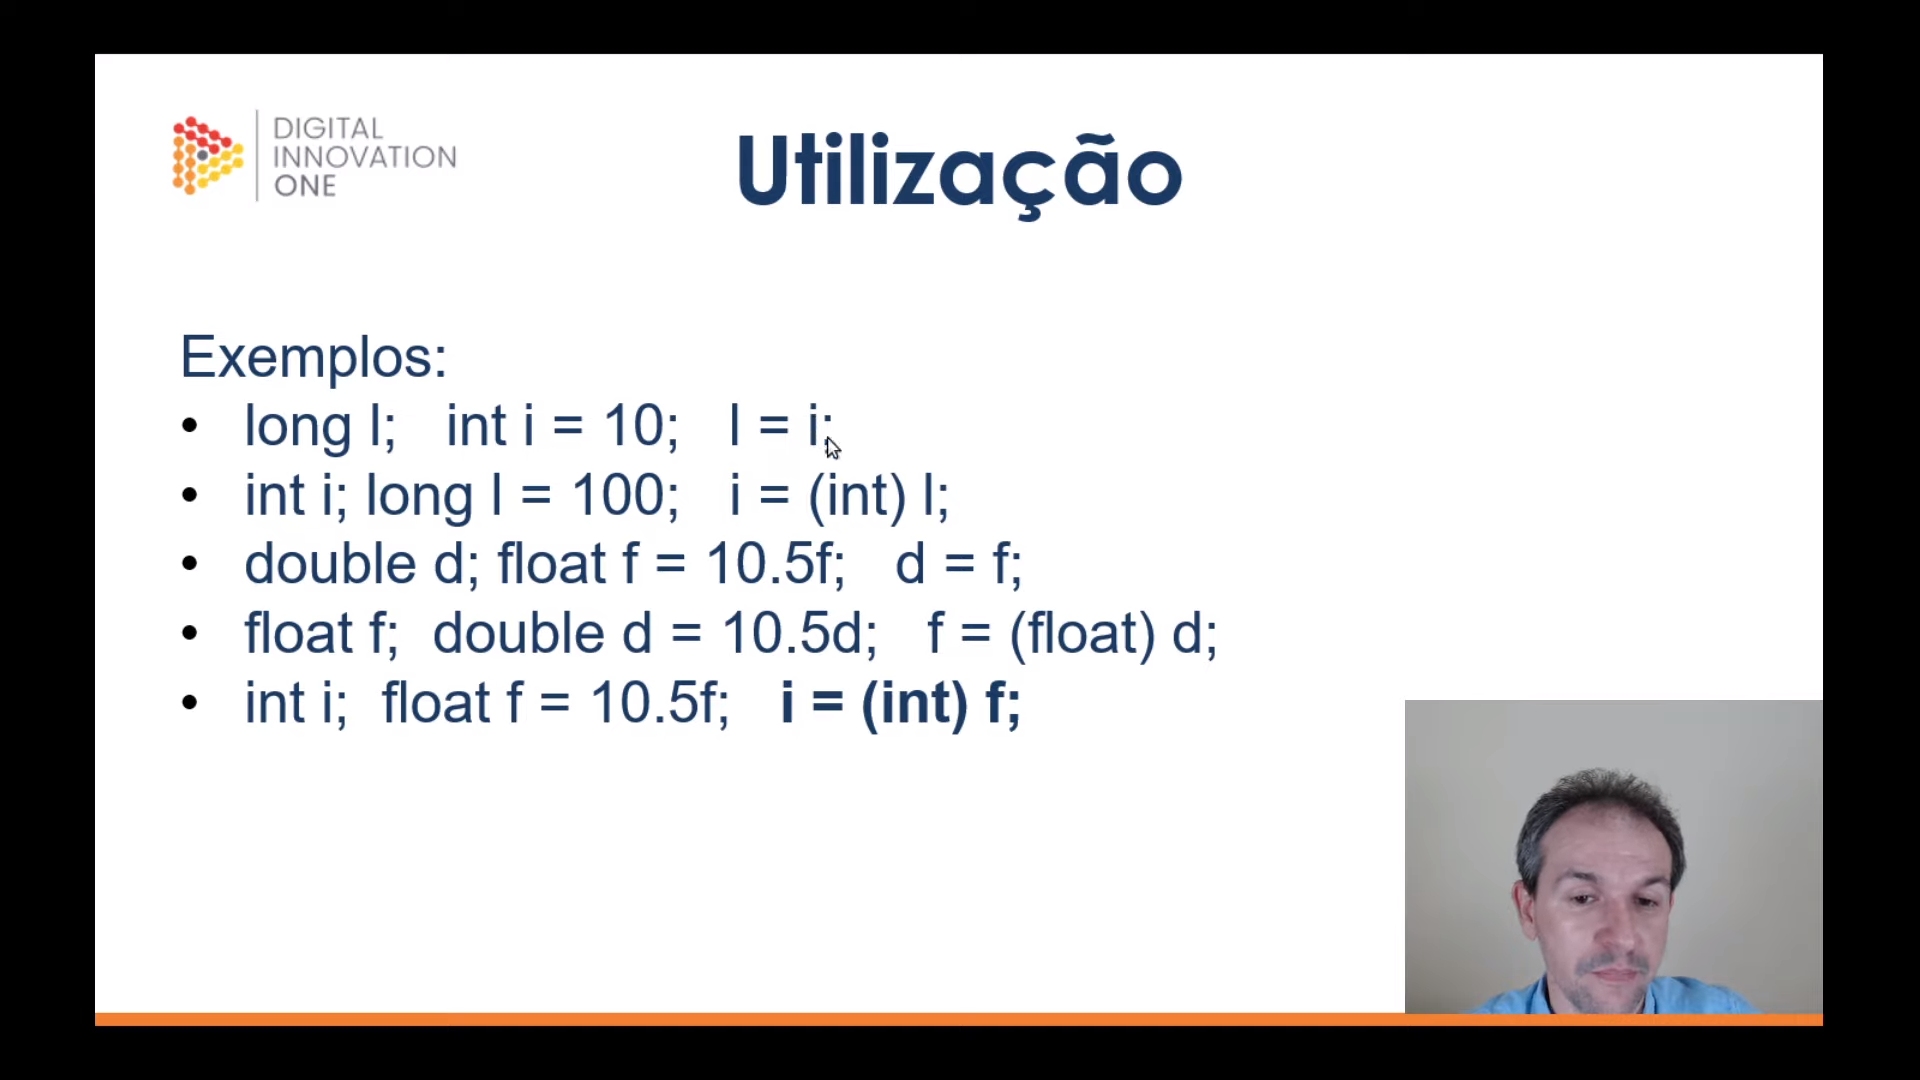 DIGITAL
INNOVATION
ONE
Utilização
Exemplos:
• long l; int i = 10; l = i;
• int i; long l = 100; i = (int) l;
• double d; float f = 10.5f; d = f;
• float f; double d = 10.5d; f = (float) d;
• int i; float f = 10.5f; i = (int) f;